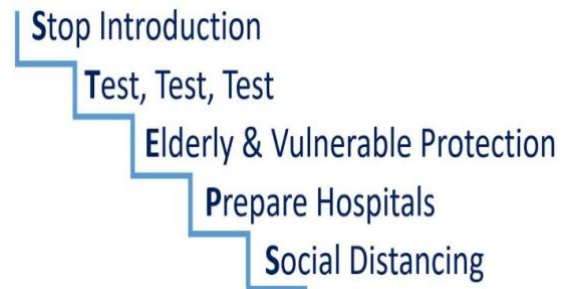 Stop Introduction
Test, Test, Test
Elderly & Vulnerable Protection
Prepare Hospitals
Social Distancing